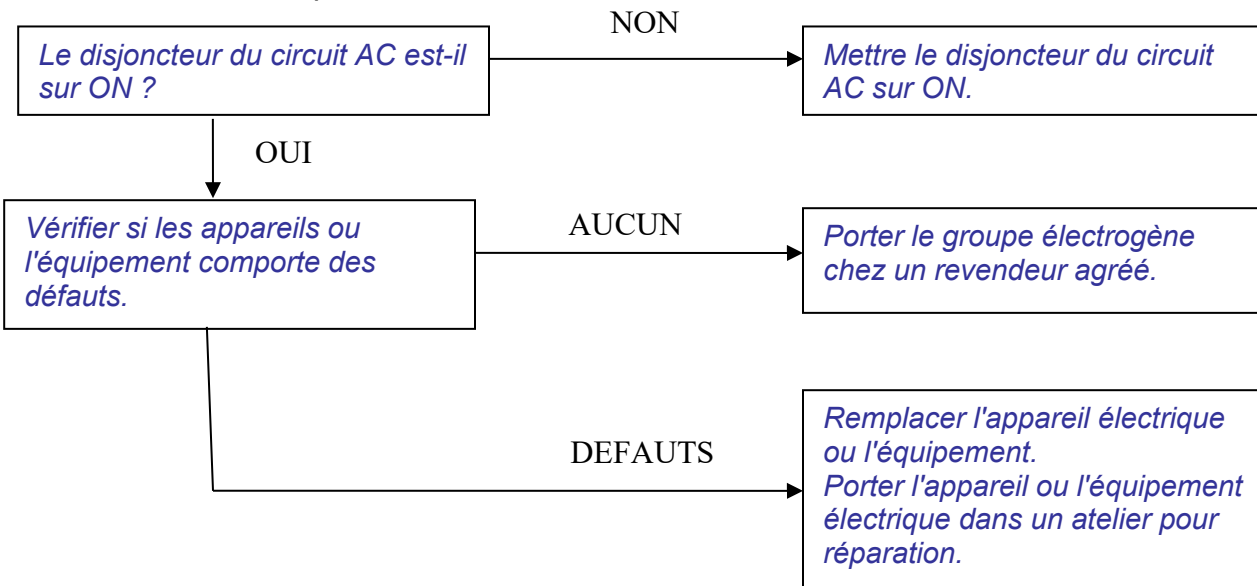 NON
Le disjoncteur du circuit AC est-il
sur ON ?
Mettre le disjoncteur du circuit
AC sur ON.
OUI
Vérifier si les appareils ou
l'équipement comporte des
défauts.
AUCUN
Porter le groupe électrogène
chez un revendeur agréé.
DEFAUTS
Remplacer l'appareil électrique
ou l'équipement.
Porter l'appareil ou l'équipement
électrique dans un atelier pour
réparation.